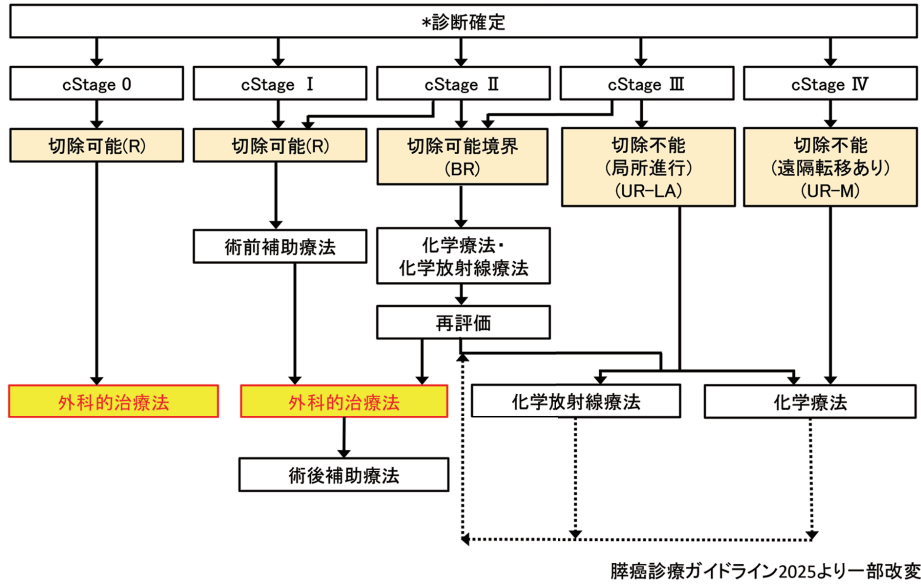 *診断確定
cStage 0
cStage Ⅰ
cStage Ⅱ
cStage Ⅲ
cStage Ⅳ
切除可能(R)
切除可能(R)
切除可能境界
(BR)
切除不能
(局所進行)
(UR-LA)
切除不能
(遠隔転移あり)
(UR-M)
術前補助療法
化学療法・
化学放射線療法
再評価
外科的治療法
外科的治療法
化学放射線療法
化学療法
術後補助療法
膵癌診療ガイドライン2025より一部改変